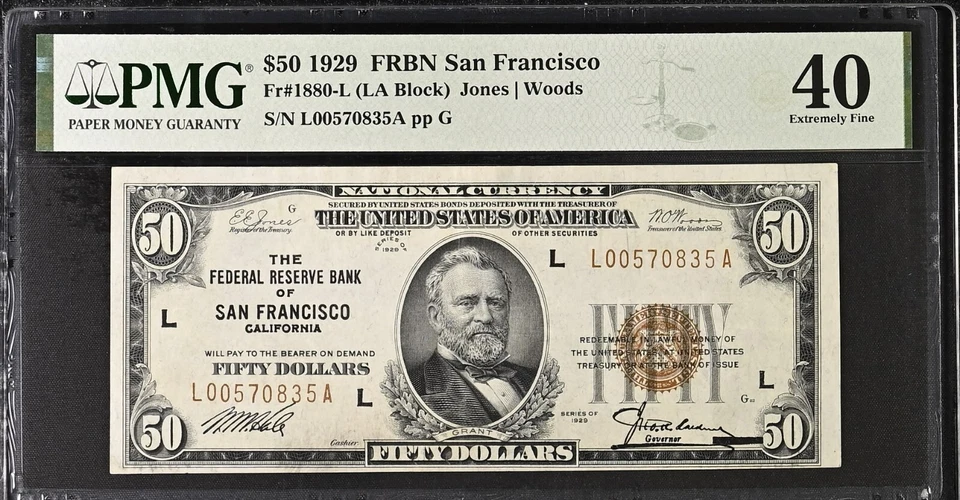 PMG®
PAPER MONEY GUARANTY
$50 1929 FRBN San Francisco
Fr#1880-L (LA Block) Jones | Woods
S/N L00570835A pp G
40
Extremely Fine
NATIONAL CURRENCY
SECURED BY UNITED STATES BONDS DEPOSITED WITH THE TREASURER OF
THE UNITED STATES OF AMERICA
OR BY LIKE DEPOSIT OF OTHER SECURITIES
50
E.E. Jones
G
Register of the Treasury.
SERIES OF
1929
Treasurer of the United States.
50
THE
FEDERAL RESERVE BANK
OF
SAN FRANCISCO
CALIFORNIA
L
L L00570835A
WILL PAY TO THE BEARER ON DEMAND
FIFTY DOLLARS
L00570835A
L
FIFTY
REDEEMABLE IN LAWFUL MONEY OF
THE UNITED STATES AT UNITED STATES
TREASURY OR AT THE BANK OF ISSUE
L
G
SERIES OF
1929
50
Cashier.
GRANT
FIFTY DOLLARS
Governor
50